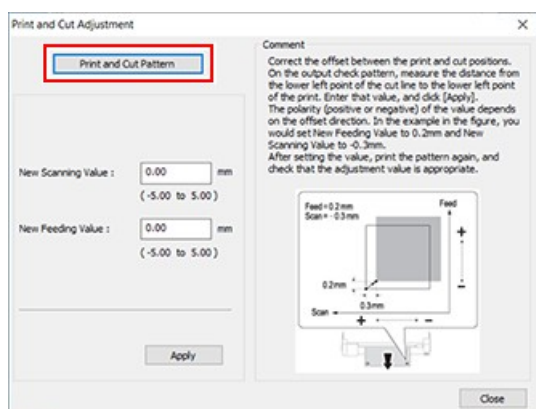 Print and Cut Adjustment
Print and Cut Pattern
New Scanning Value :
0.00
mm
(-5.00 to 5.00)
New Feeding Value :
0.00
mm
(-5.00 to 5.00)
Apply
Comment
Correct the offset between the print and cut positions.
On the output check pattern, measure the distance from
the lower left point of the cut line to the lower left point
of the print. Enter that value, and click [Apply].
The polarity (positive or negative) of the value depends
on the offset direction. In the example in the figure, you
would set New Feeding Value to 0.2mm and New
Scanning Value to -0.3mm.
After setting the value, print the pattern again, and
check that the adjustment value is appropriate.
Feed=0.2mm
Scan=-0.3mm
Feed
+
-
0.2mm
0.3mm
Scan
+
-
Close